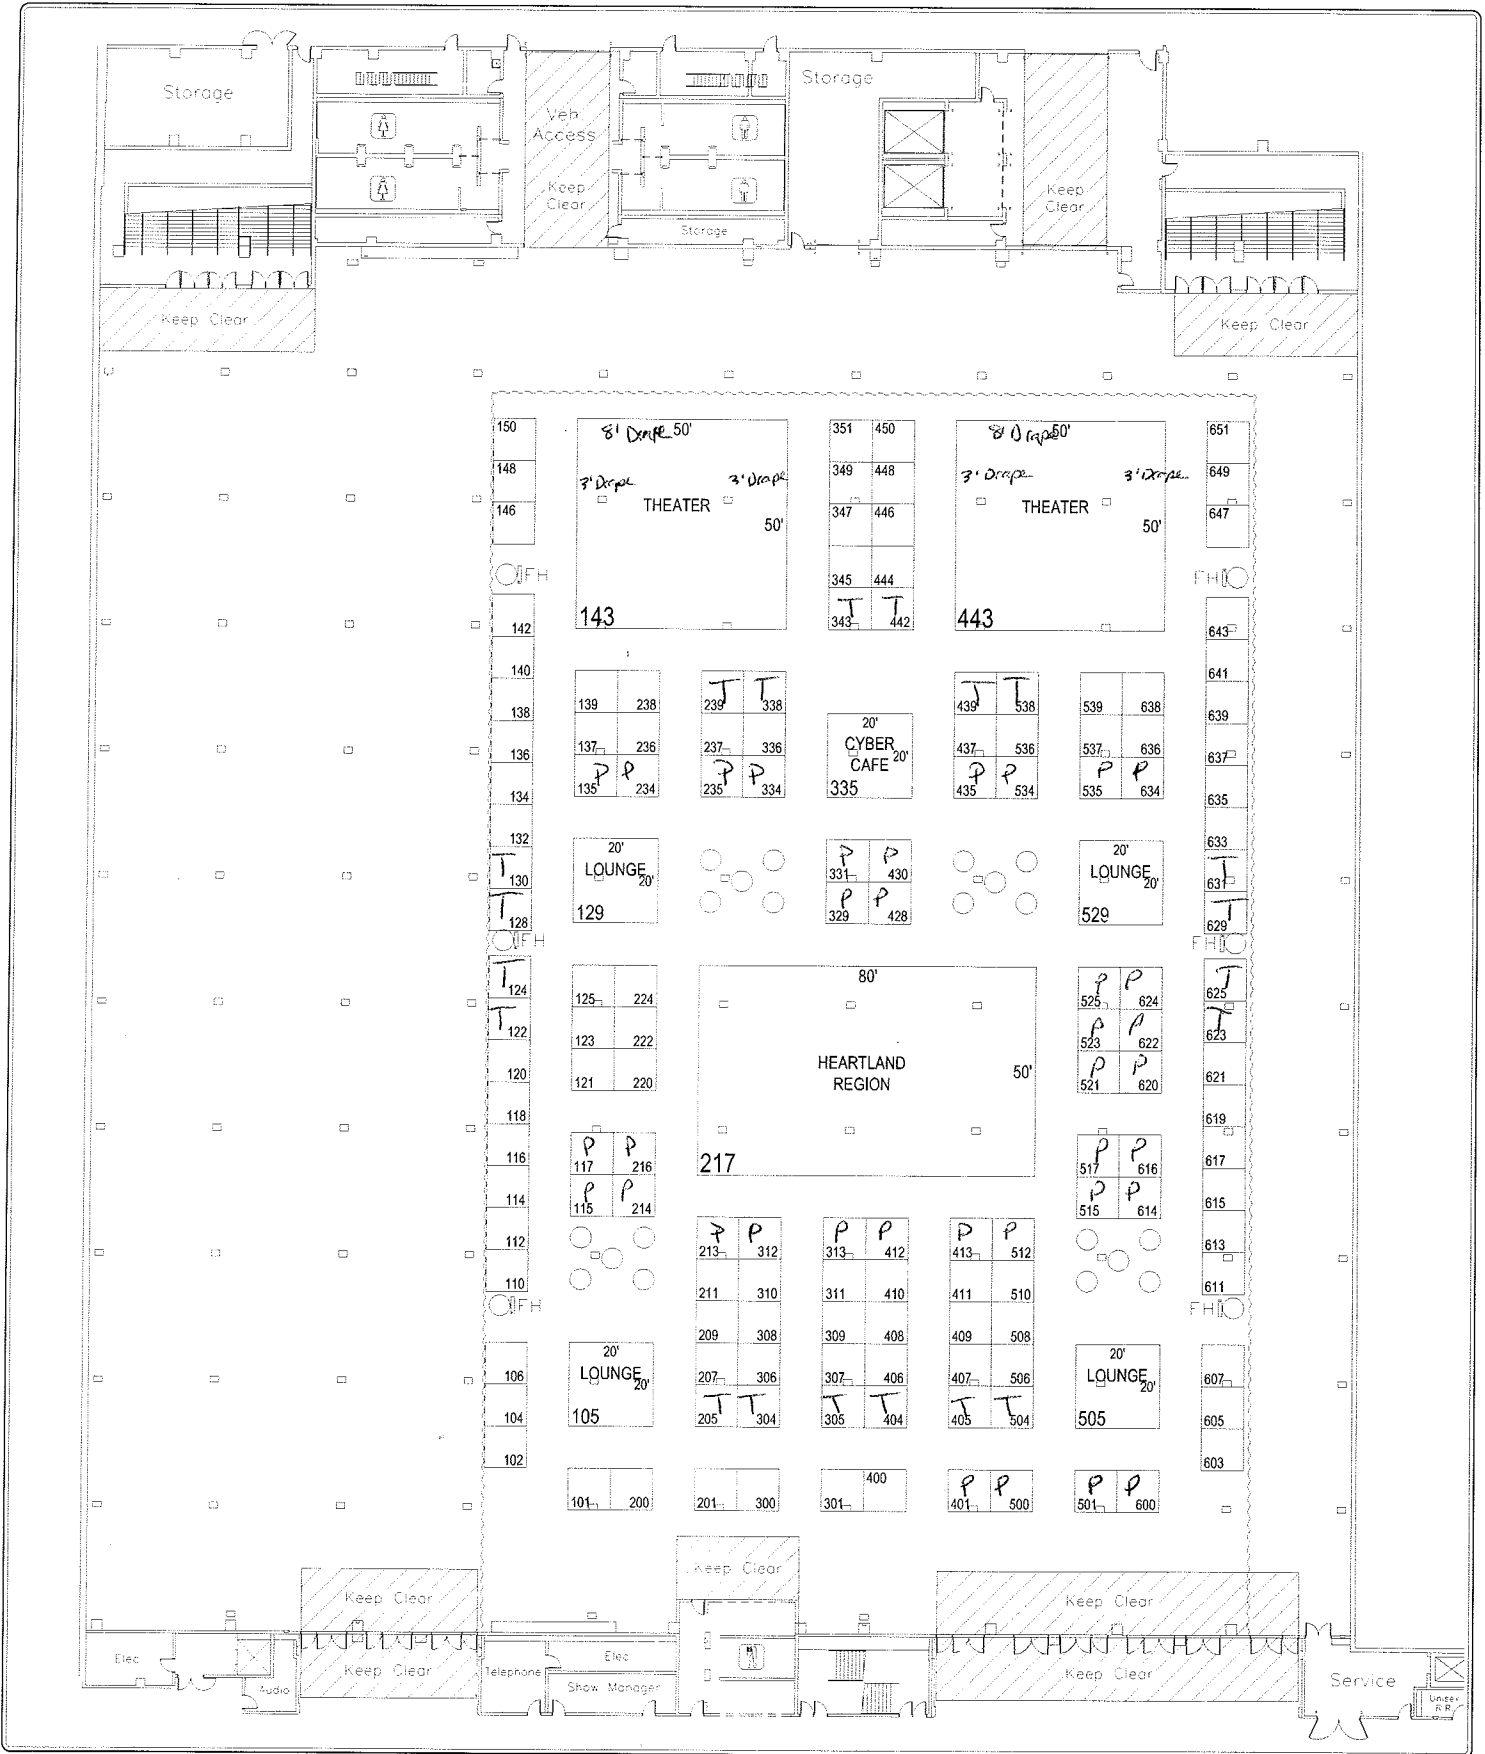 Storage
Storage
Veh
Access
Keep
Clear
Keep
Clear
Storage
Keep Clear
Keep Clear
150
8' Drape 50'
351 450
8' Drape 50'
651
148
3' Drape 3' Drape
349 448
3' Drape 3' Drape
649
146
THEATER
50'
347 446
THEATER
50'
647
FH
345 444
FH
143
T T
343 442
443
142
643
140
139 238
T T
239 338
T T
439 538
539 638
641
138
20'
CYBER
CAFE 20'
335
639
136
137 236
237 336
437 536
537 636
637
134
P P
135 234
P P
235 334
P P
435 534
P P
535 634
635
132
633
T
130
20'
LOUNGE
20'
129
P P
331 430
20'
LOUNGE
20'
529
T
631
T
128
P P
329 428
T
629
FH
FH
T
124
125 224
80'
P P
525 624
T
625
T
122
123 222
P P
523 622
T
623
120
121 220
HEARTLAND
REGION
50'
P P
521 620
621
118
619
116
P P
117 216
217
P P
517 616
617
114
P P
115 214
P P
515 614
615
112
P P
213 312
P P
313 412
P P
413 512
613
110
211 310
311 410
411 510
611
FH
FH
209 308
309 408
409 508
106
20'
LOUNGE
20'
105
207 306
307 406
407 506
20'
LOUNGE
20'
505
607
104
T T
205 304
T T
305 404
T T
405 504
605
102
603
101 200
201 300
400
301
P P
401 500
P P
501 600
Keep Clear
Keep Clear
Keep Clear
Elec
Keep Clear
Telephone
Elec
Keep Clear
Service
Audio
Show Manager
Unisex
R.R.